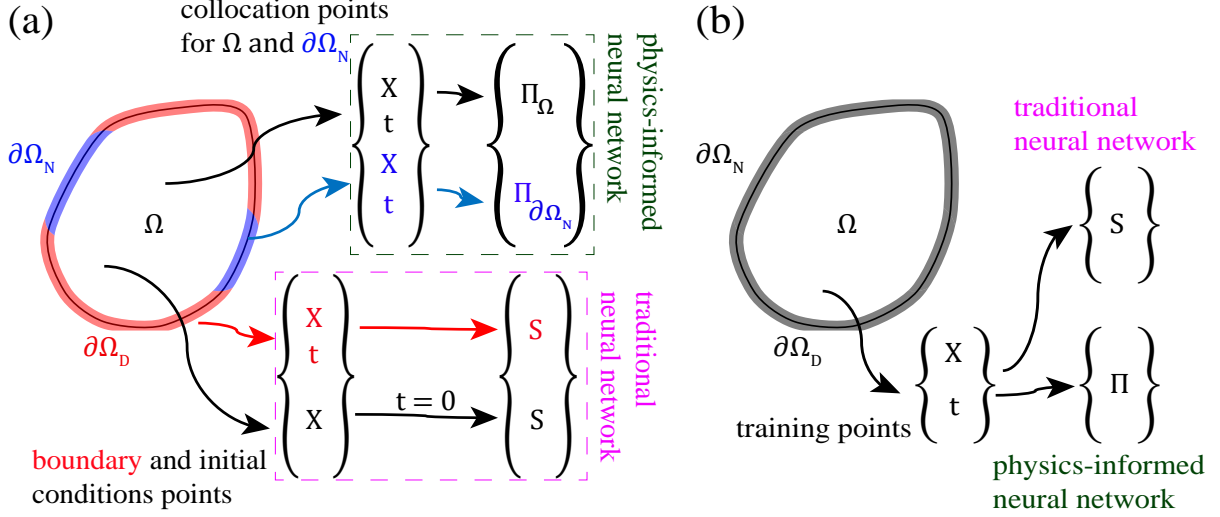 (a)
collocation points
for Ω and ∂Ω_N
X
t
X
t
Π_Ω
Π_∂Ω_N
physics-informed
neural network
∂Ω_N
Ω
∂Ω_D
X
t
X
t = 0
S
S
traditional
neural network
boundary and initial
conditions points
(b)
∂Ω_N
Ω
∂Ω_D
traditional
neural network
S
X
t
Π
training points
physics-informed
neural network